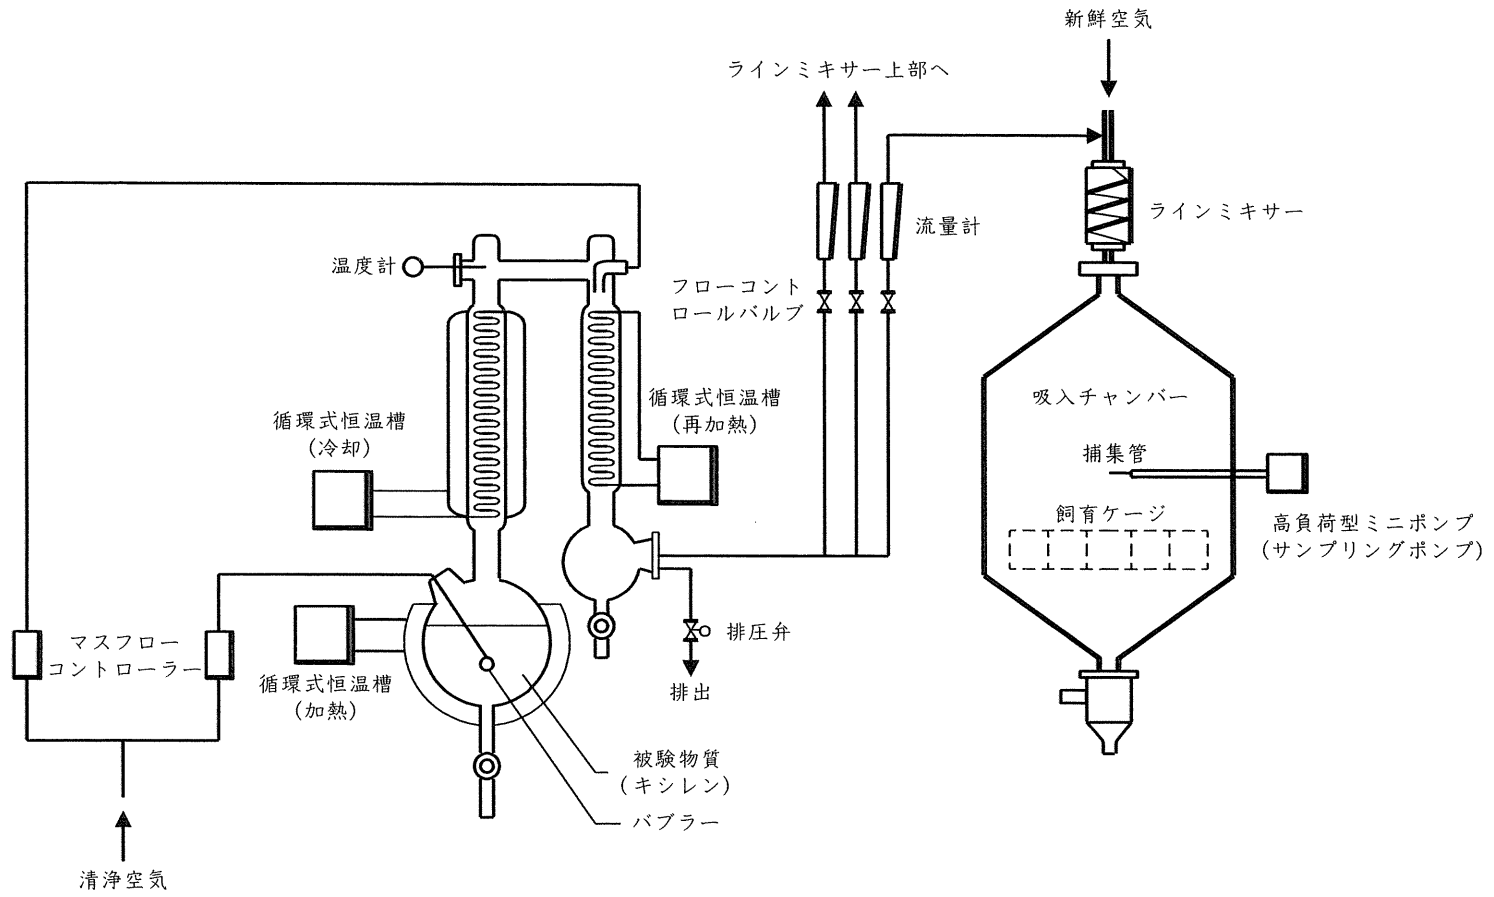 新鮮空気
ラインミキサー上部へ
ラインミキサー
流量計
温度計
フローコント
ロールバルブ
循環式恒温槽
(再加熱)
吸入チャンバー
循環式恒温槽
(冷却)
捕集管
飼育ケージ
高負荷型ミニポンプ
(サンプリングポンプ)
マスフロー
コントローラー
排圧弁
循環式恒温槽
(加熱)
排出
被験物質
(キシレン)
バブラー
清浄空気